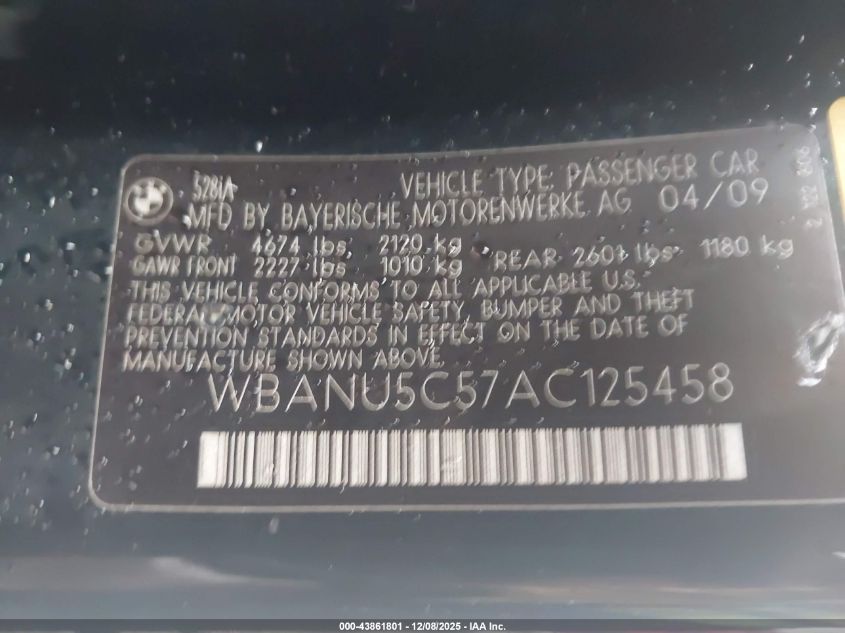 528iA VEHICLE TYPE: PASSENGER CAR
MFD BY BAYERISCHE MOTORENWERKE AG 04/09
GVWR 4674 lbs 2120 kg
GAWR FRONT 2227 lbs 1010 kg REAR 2601 lbs 1180 kg
THIS VEHICLE CONFORMS TO ALL APPLICABLE U.S.
FEDERAL MOTOR VEHICLE SAFETY, BUMPER AND THEFT
PREVENTION STANDARDS IN EFFECT ON THE DATE OF
MANUFACTURE SHOWN ABOVE
WBANU5C57AC125458
000-43861801 - 12/08/2025 - IAA Inc.